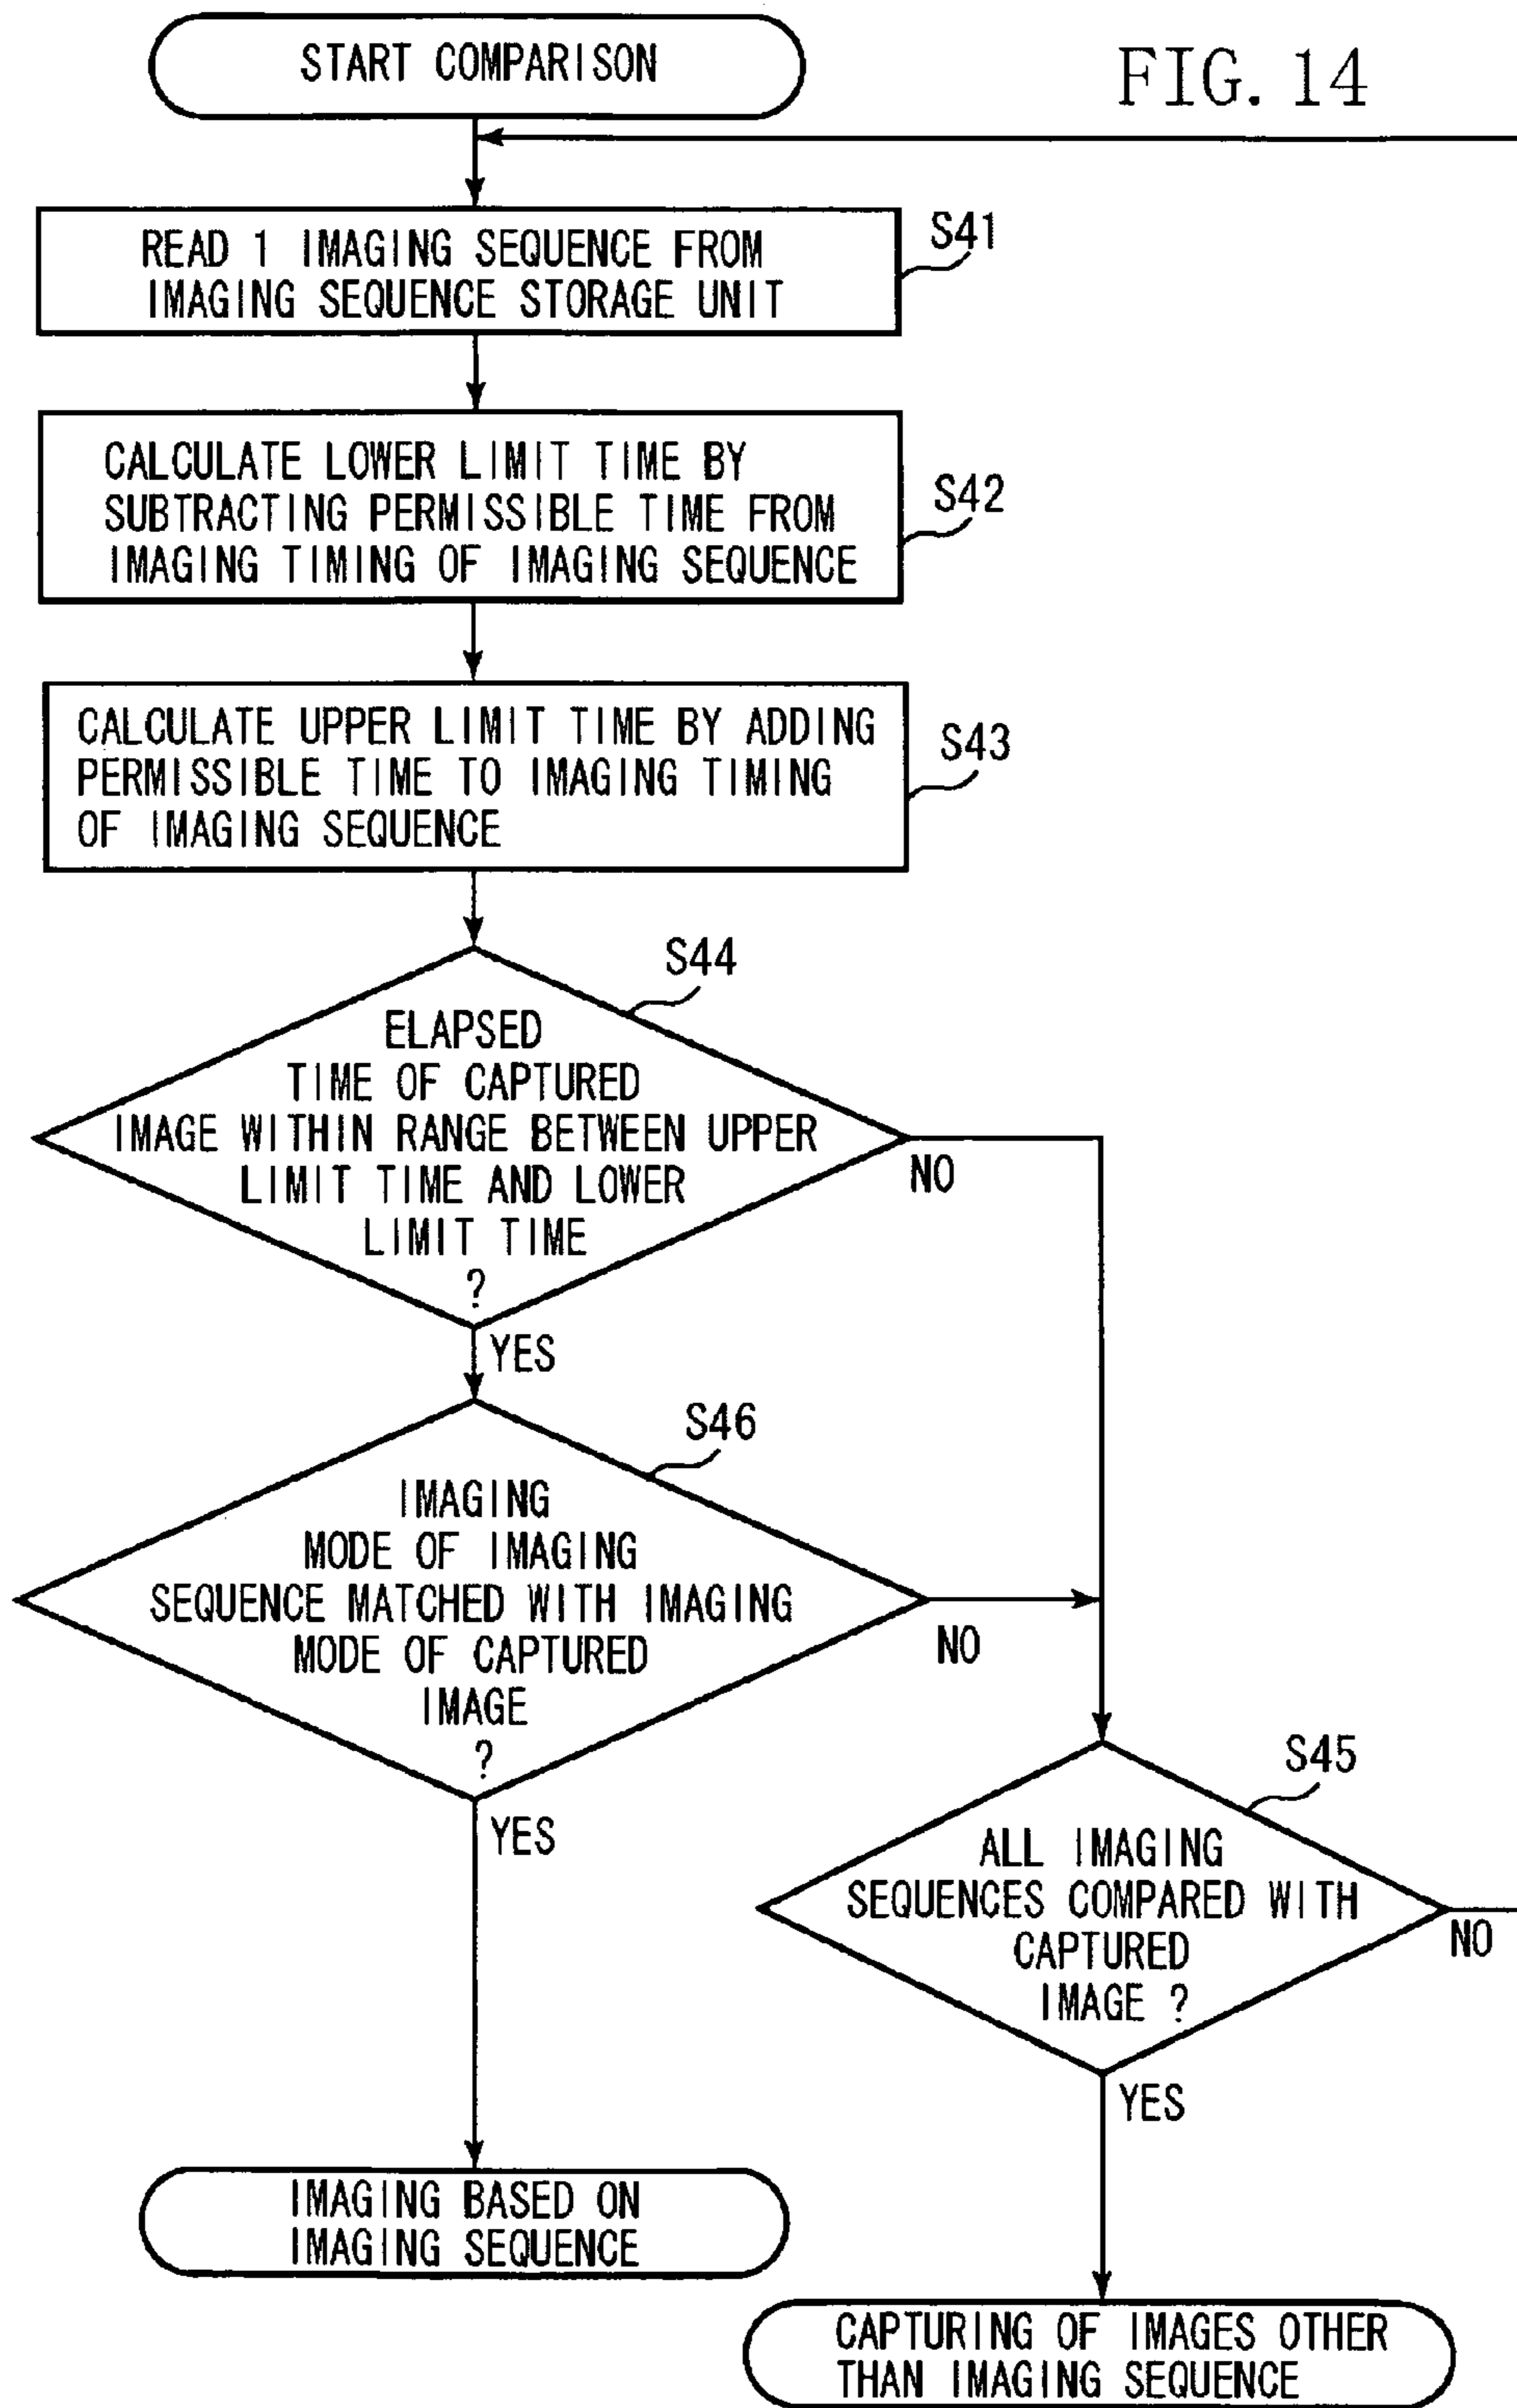 START COMPARISON
FIG. 14
READ 1 IMAGING SEQUENCE FROM
IMAGING SEQUENCE STORAGE UNIT
S41
CALCULATE LOWER LIMIT TIME BY
SUBTRACTING PERMISSIBLE TIME FROM
IMAGING TIMING OF IMAGING SEQUENCE
S42
CALCULATE UPPER LIMIT TIME BY ADDING
PERMISSIBLE TIME TO IMAGING TIMING
OF IMAGING SEQUENCE
S43
S44
ELAPSED
TIME OF CAPTURED
IMAGE WITHIN RANGE BETWEEN UPPER
LIMIT TIME AND LOWER
LIMIT TIME
?
NO
YES
S46
IMAGING
MODE OF IMAGING
SEQUENCE MATCHED WITH IMAGING
MODE OF CAPTURED
IMAGE
?
NO
YES
S45
ALL IMAGING
SEQUENCES COMPARED WITH
CAPTURED
IMAGE ?
NO
YES
IMAGING BASED ON
IMAGING SEQUENCE
CAPTURING OF IMAGES OTHER
THAN IMAGING SEQUENCE